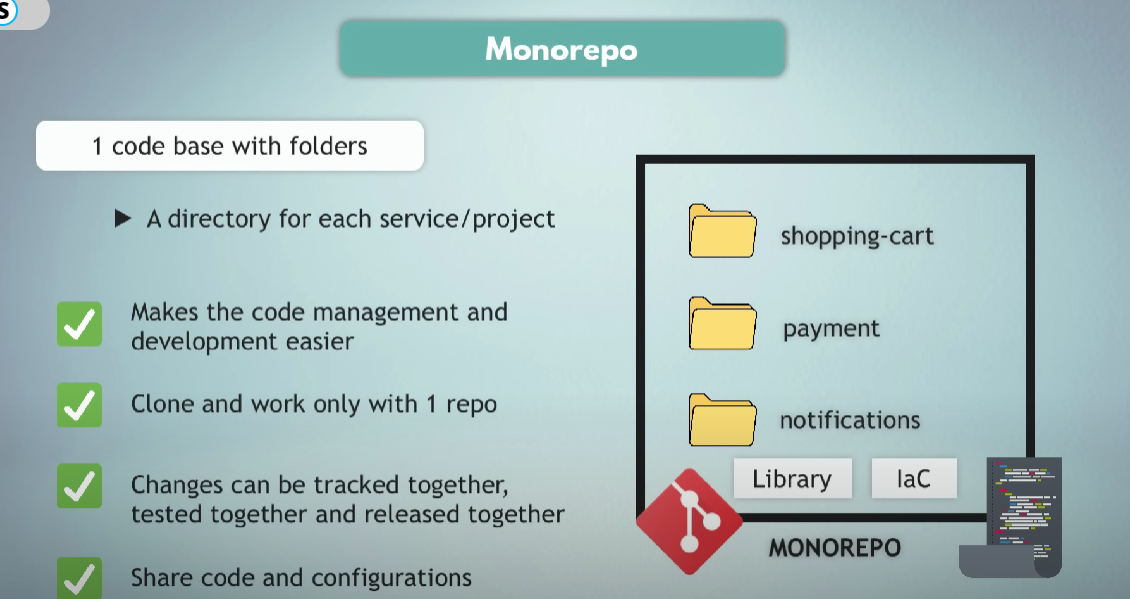 S
Monorepo
1 code base with folders
A directory for each service/project
Makes the code management and
development easier
Clone and work only with 1 repo
Changes can be tracked together,
tested together and released together
Share code and configurations
shopping-cart
payment
notifications
Library
IaC
MONOREPO